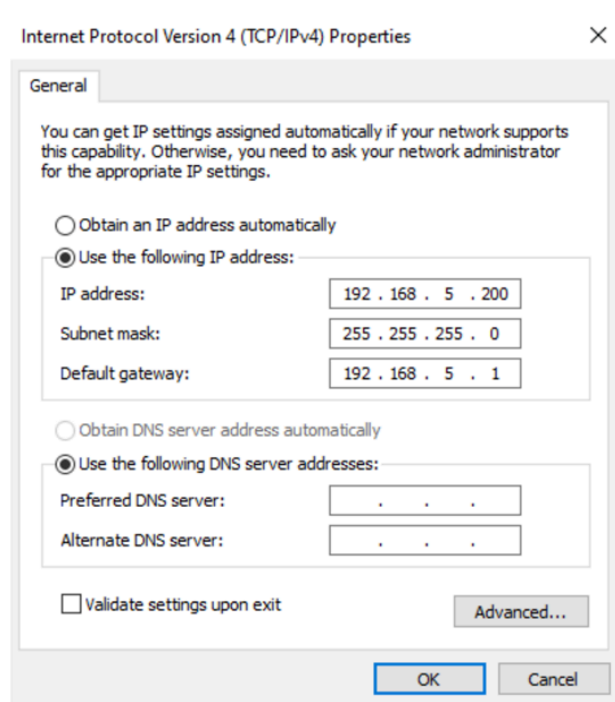 Internet Protocol Version 4 (TCP/IPv4) Properties
General
You can get IP settings assigned automatically if your network supports
this capability. Otherwise, you need to ask your network administrator
for the appropriate IP settings.
Obtain an IP address automatically
Use the following IP address:
IP address: 192 . 168 . 5 . 200
Subnet mask: 255 . 255 . 255 . 0
Default gateway: 192 . 168 . 5 . 1
Obtain DNS server address automatically
Use the following DNS server addresses:
Preferred DNS server: . . .
Alternate DNS server: . . .
Validate settings upon exit
Advanced...
OK Cancel